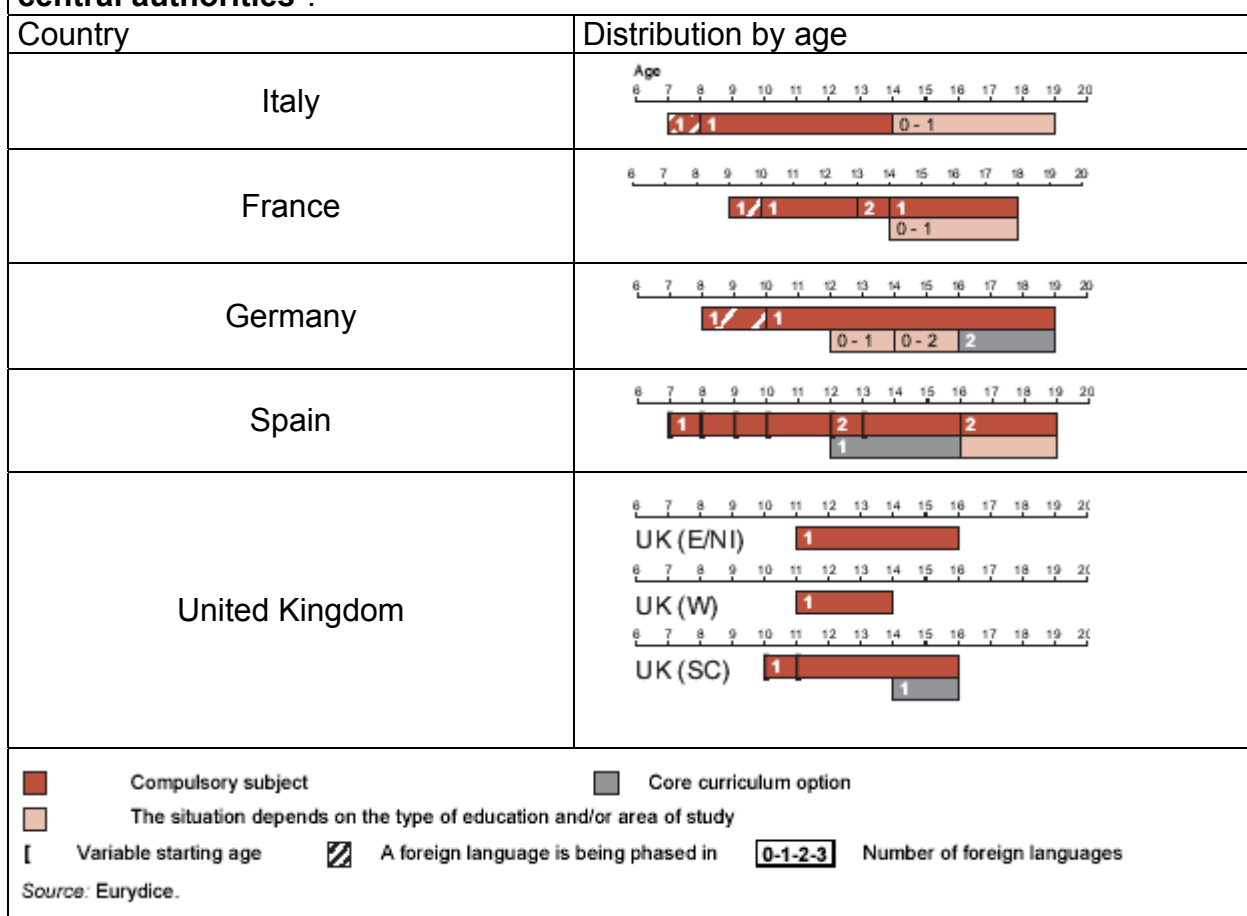 central authorities".
Country Distribution by age
Age
Italy
6 7 8 9 10 11 12 13 14 15 16 17 18 19 20
1 1 0 - 1
France
6 7 8 9 10 11 12 13 14 15 16 17 18 19 20
1 1 2 1
0 - 1
Germany
6 7 8 9 10 11 12 13 14 15 16 17 18 19 20
1 1
0 - 1 0 - 2 2
Spain
6 7 8 9 10 11 12 13 14 15 16 17 18 19 20
1 2 2
1
United Kingdom
6 7 8 9 10 11 12 13 14 15 16 17 18 19
UK (E/NI) 1
6 7 8 9 10 11 12 13 14 15 16 17 18 19
UK (W) 1
6 7 8 9 10 11 12 13 14 15 16 17 18 19
UK (SC) 1
1
Compulsory subject Core curriculum option
The situation depends on the type of education and/or area of study
[ Variable starting age A foreign language is being phased in 0-1-2-3 Number of foreign languages
Source: Eurydice.